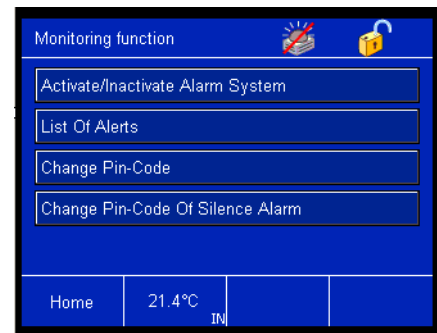 Monitoring function
Activate/Inactivate Alarm System
List Of Alerts
Change Pin-Code
Change Pin-Code Of Silence Alarm
Home
21.4°C
IN